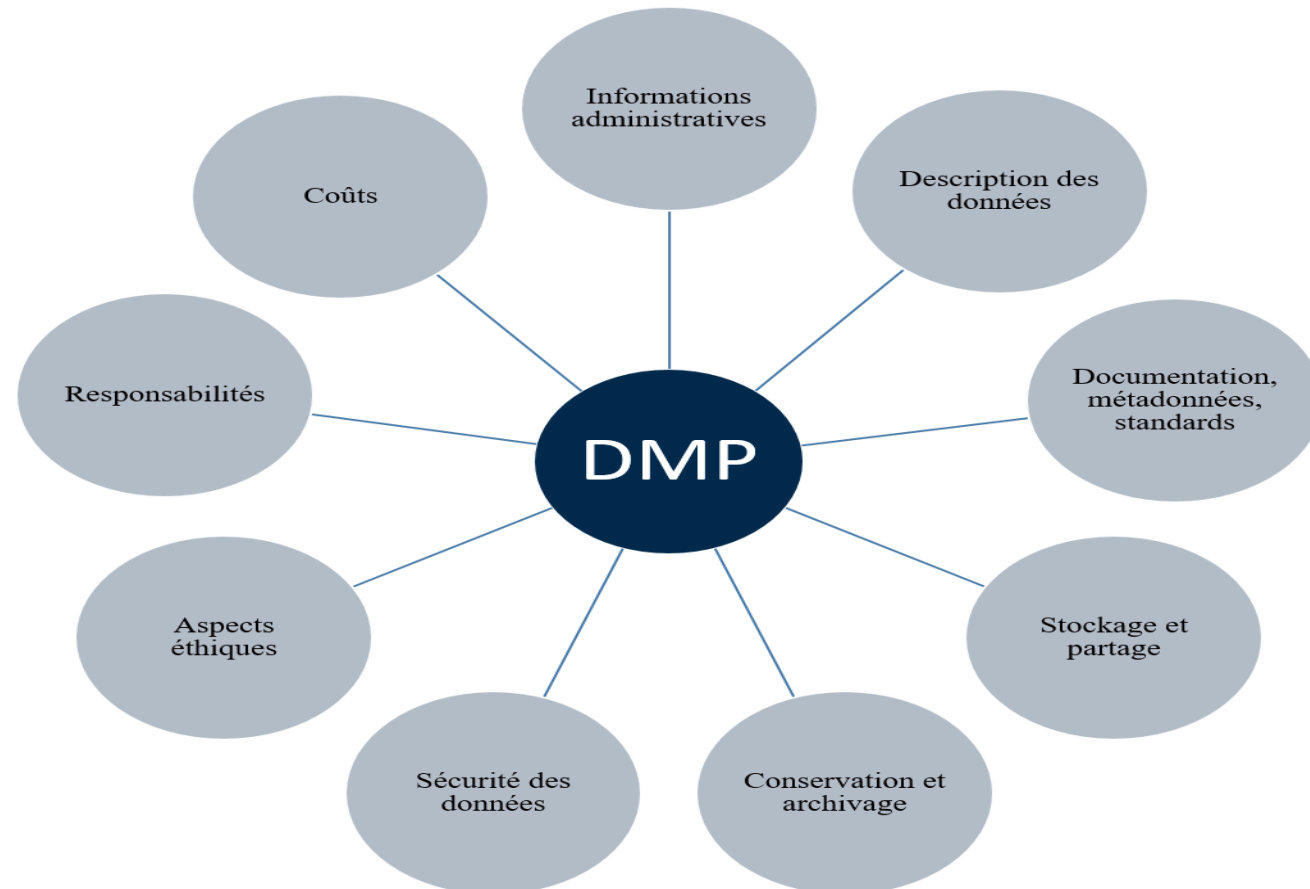 Informations
administratives
Description des
données
Documentation,
métadonnées,
standards
Stockage et
partage
Conservation et
archivage
Sécurité des
données
Aspects
éthiques
Responsabilités
Coûts
DMP